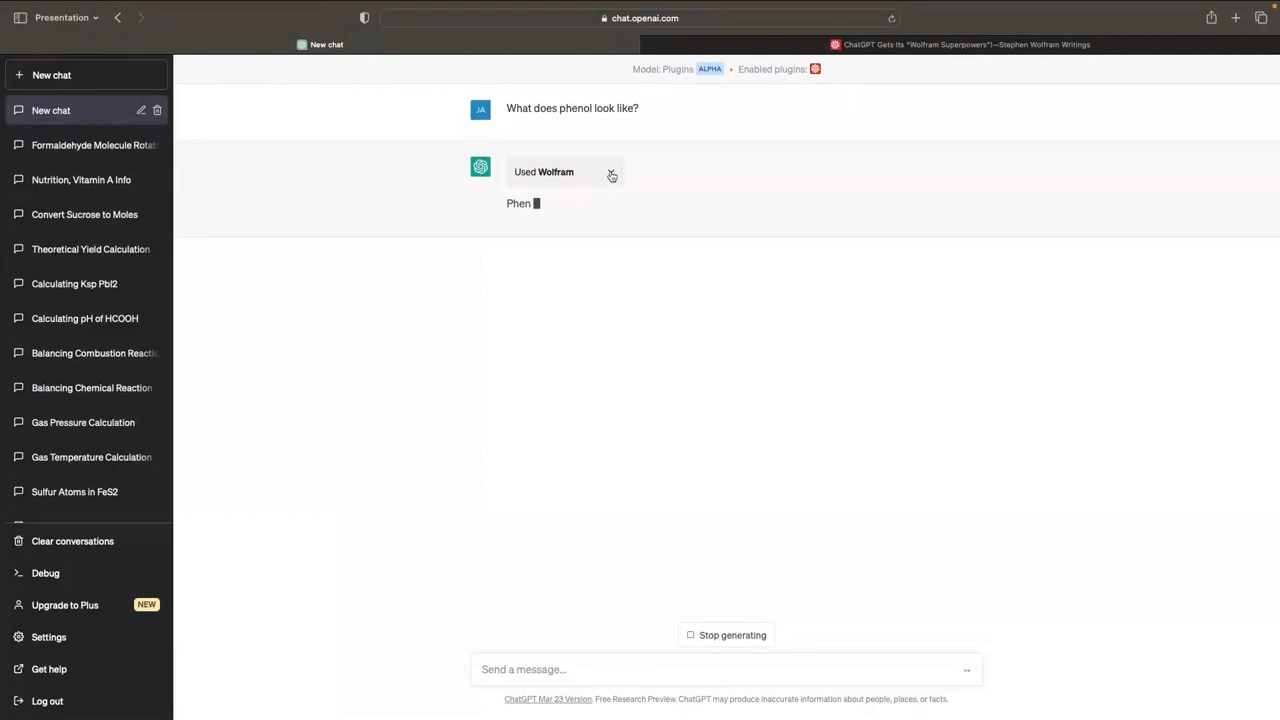 Presentation
chat.openai.com
New chat
ChatGPT Gets Its "Wolfram Superpowers"!—Stephen Wolfram Writings
New chat
New chat
Formaldehyde Molecule Rotat
Nutrition, Vitamin A Info
Convert Sucrose to Moles
Theoretical Yield Calculation
Calculating Ksp PbI2
Calculating pH of HCOOH
Balancing Combustion Reactio
Balancing Chemical Reaction
Gas Pressure Calculation
Gas Temperature Calculation
Sulfur Atoms in FeS2
Clear conversations
Debug
Upgrade to Plus NEW
Settings
Get help
Log out
Model: Plugins ALPHA • Enabled plugins:
JA What does phenol look like?
Used Wolfram
Phen
Stop generating
Send a message...
ChatGPT Mar 23 Version. Free Research Preview. ChatGPT may produce inaccurate information about people, places, or facts.